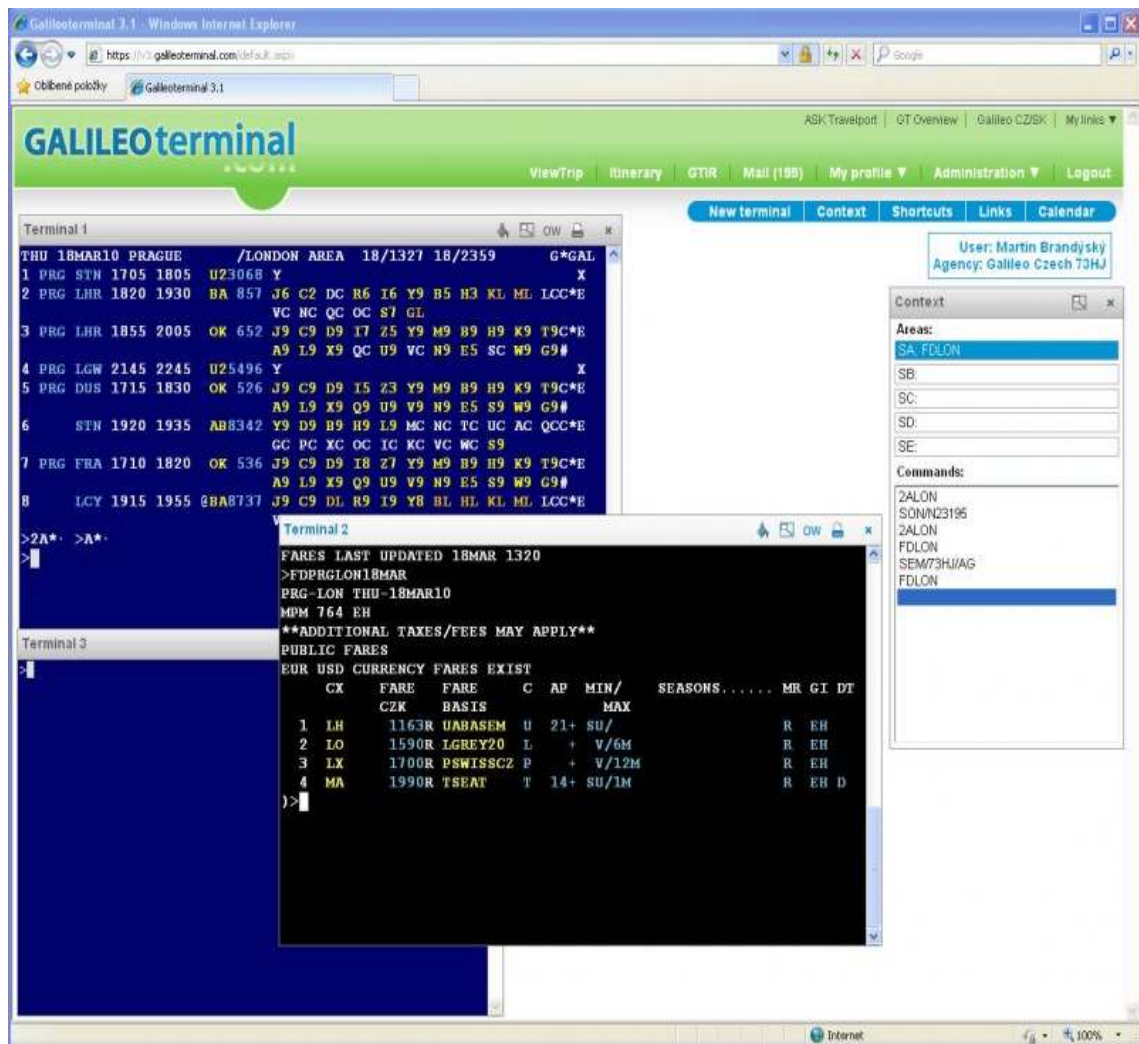 Galileoterminal 3.1 - Windows Internet Explorer
galileoterminal.com/default.aspx
Google
Oblíbené položky
Galileoterminal 3.1
ASK Travelport | GT Overview | Galileo CZ/SK | My links ▼
GALILEOterminal
.com
ViewTrip | Itinerary | GTIR | Mail (195) | My profile ▼ | Administration ▼ | Logout
New terminal | Context | Shortcuts | Links | Calendar
User: Martin Brandýský
Agency: Galileo Czech 73HJ
Terminal 1 OW
THU 18MAR10 PRAGUE /LONDON AREA 18/1327 18/2359 G*GAL
1 PRG STN 1705 1805 U23068 Y X
2 PRG LHR 1820 1930 BA 857 J6 C2 DC R6 I6 Y9 B5 H3 KL ML LCC*E
VC NC QC OC S7 GL
3 PRG LHR 1855 2005 OK 652 J9 C9 D9 I7 Z5 Y9 M9 B9 H9 K9 T9C*E
A9 L9 X9 QC U9 VC N9 E5 SC W9 G9#
4 PRG LGW 2145 2245 U25496 Y X
5 PRG DUS 1715 1830 OK 526 J9 C9 D9 I5 Z3 Y9 M9 B9 H9 K9 T9C*E
A9 L9 X9 Q9 U9 V9 N9 E5 S9 W9 G9#
6 STN 1920 1935 AB8342 Y9 D9 B9 H9 L9 MC NC TC UC AC QCC*E
GC PC XC OC IC KC VC WC S9
7 PRG FRA 1710 1820 OK 536 J9 C9 D9 I8 Z7 Y9 M9 B9 H9 K9 T9C*E
A9 L9 X9 Q9 U9 V9 N9 E5 S9 W9 G9#
8 LCY 1915 1955 @BA8737 J9 C9 DL R9 I9 Y8 BL HL KL ML LCC*E
>2A*· >A*·
>
Terminal 2 OW
FARES LAST UPDATED 18MAR 1320
>FDPRGLON18MAR
PRG-LON THU-18MAR10
MPM 764 EH
**ADDITIONAL TAXES/FEES MAY APPLY**
PUBLIC FARES
EUR USD CURRENCY FARES EXIST
CX FARE FARE C AP MIN/ SEASONS...... MR GI DT
CZK BASIS MAX
1 LH 1163R UABASEM U 21+ SU/ R EH
2 LO 1590R LGREY20 L + V/6M R EH
3 LX 1700R PSWISSCZ P + V/12M R EH
4 MA 1990R TSEAT T 14+ SU/1M R EH D
)>
Terminal 3
>
Context
Areas:
SA: FDLON
SB:
SC:
SD:
SE:
Commands:
2ALON
SON/N23195
2ALON
FDLON
SEM/73HJ/AG
FDLON
Internet
100%